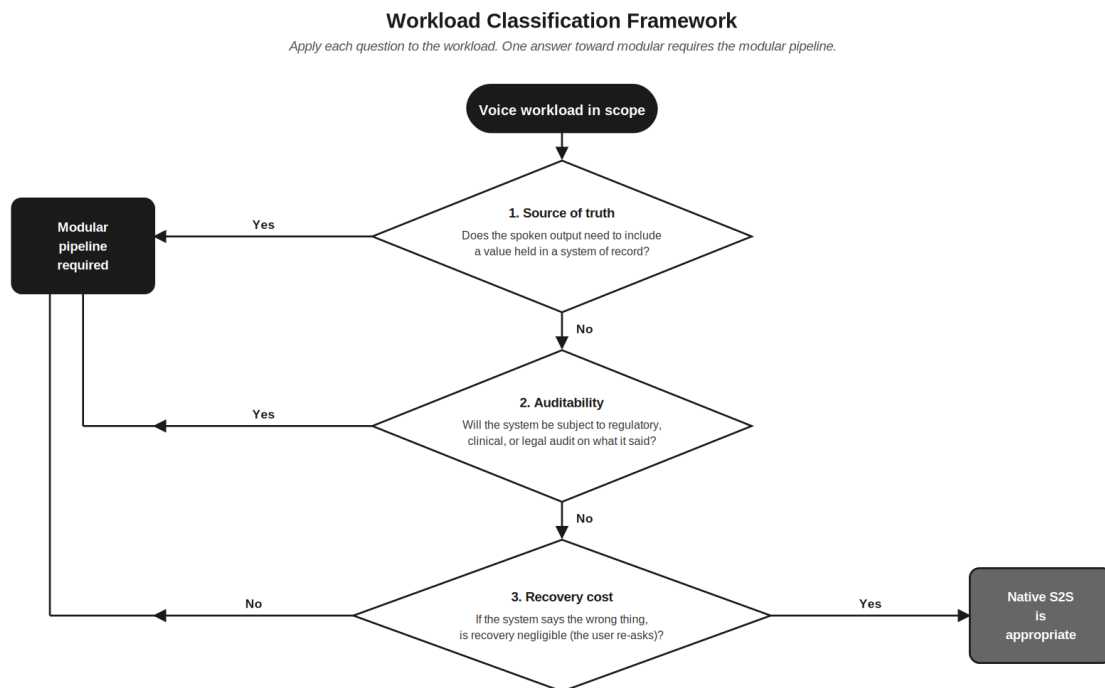 Workload Classification Framework
Apply each question to the workload. One answer toward modular requires the modular pipeline.
Voice workload in scope
Modular
pipeline
required
Yes
1. Source of truth
Does the spoken output need to include
a value held in a system of record?
No
Yes
2. Auditability
Will the system be subject to regulatory,
clinical, or legal audit on what it said?
No
No
3. Recovery cost
If the system says the wrong thing,
is recovery negligible (the user re-asks)?
Yes
Native S2S
is
appropriate